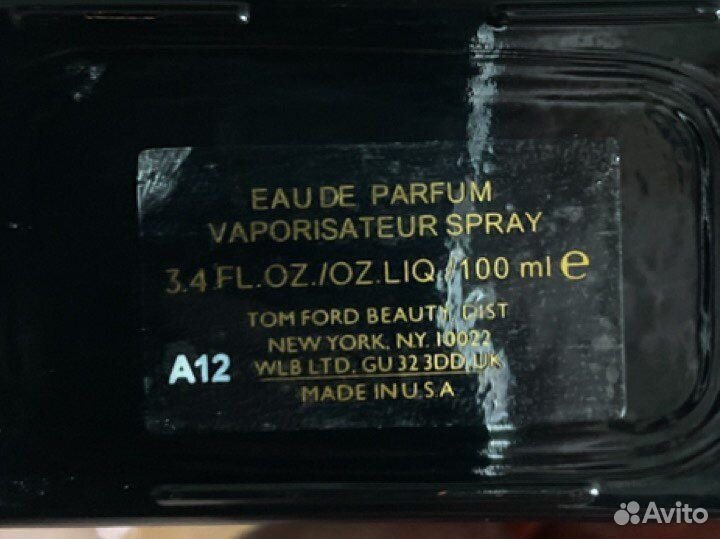 EAU DE PARFUM
VAPORISATEUR SPRAY
3.4 FL.OZ./OZ.LIQ./100 ml e
TOM FORD BEAUTY, DIST
NEW YORK, NY. 10022
A12 WLB LTD, GU 32 3DD,UK
MADE IN U.S.A
Avito